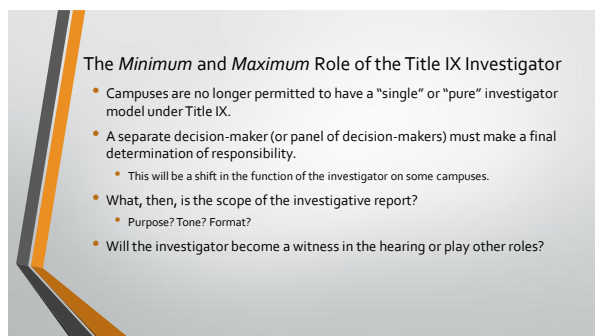 The Minimum and Maximum Role of the Title IX Investigator
• Campuses are no longer permitted to have a “single” or “pure” investigator
model under Title IX.
• A separate decision-maker (or panel of decision-makers) must make a final
determination of responsibility.
• This will be a shift in the function of the investigator on some campuses.
• What, then, is the scope of the investigative report?
• Purpose? Tone? Format?
• Will the investigator become a witness in the hearing or play other roles?